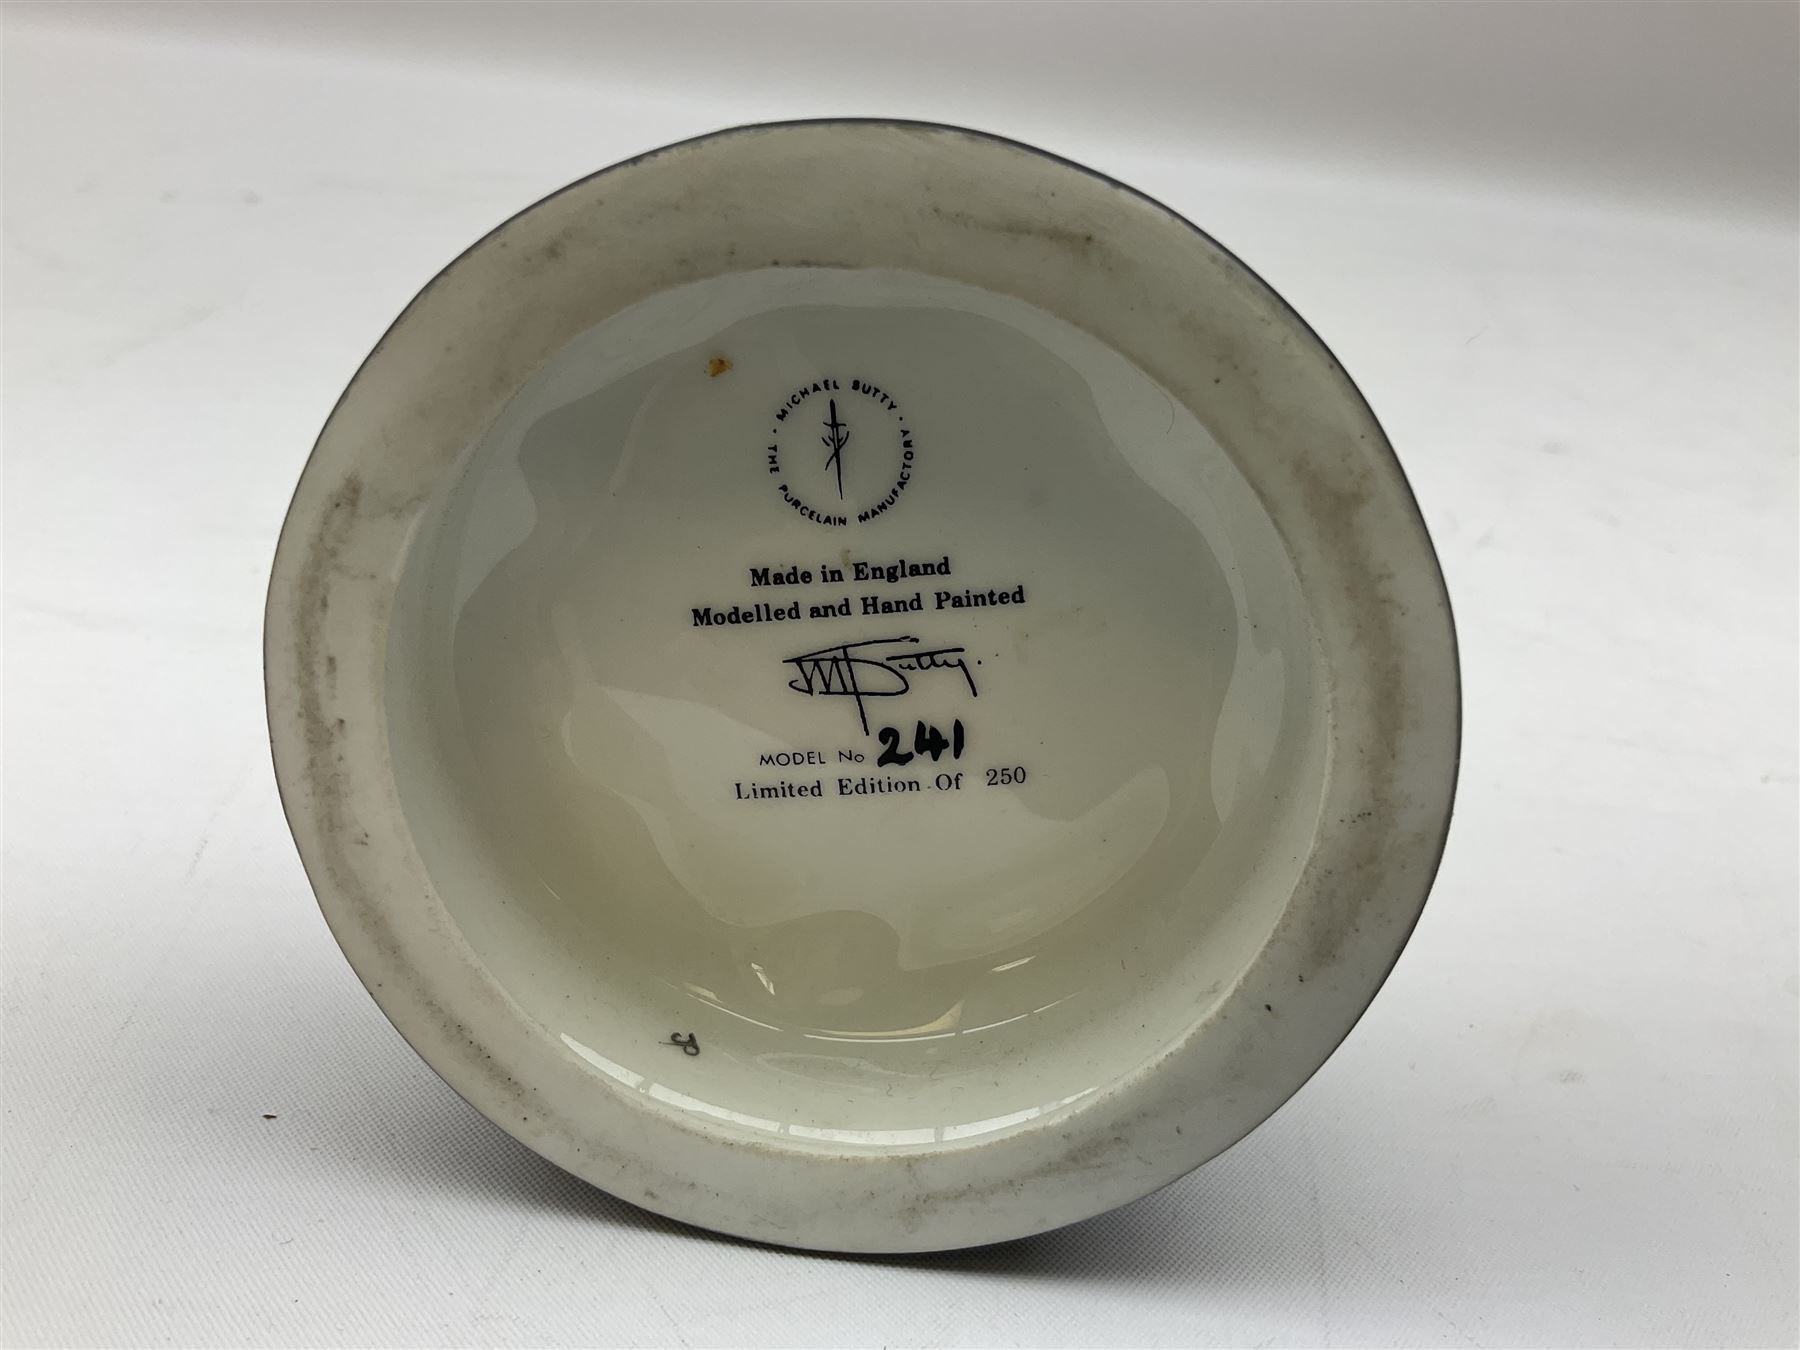 MICHAEL SUTTY · THE PORCELAIN MANUFACTORY ·
Made in England
Modelled and Hand Painted
M Sutty.
MODEL No 241
Limited Edition Of 250